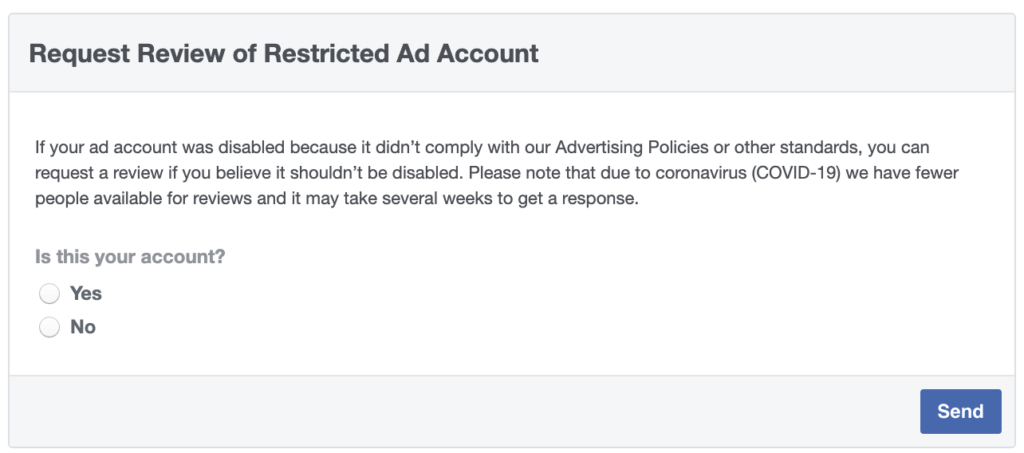 Request Review of Restricted Ad Account
If your ad account was disabled because it didn’t comply with our Advertising Policies or other standards, you can
request a review if you believe it shouldn’t be disabled. Please note that due to coronavirus (COVID-19) we have fewer
people available for reviews and it may take several weeks to get a response.
Is this your account?
Yes
No
Send